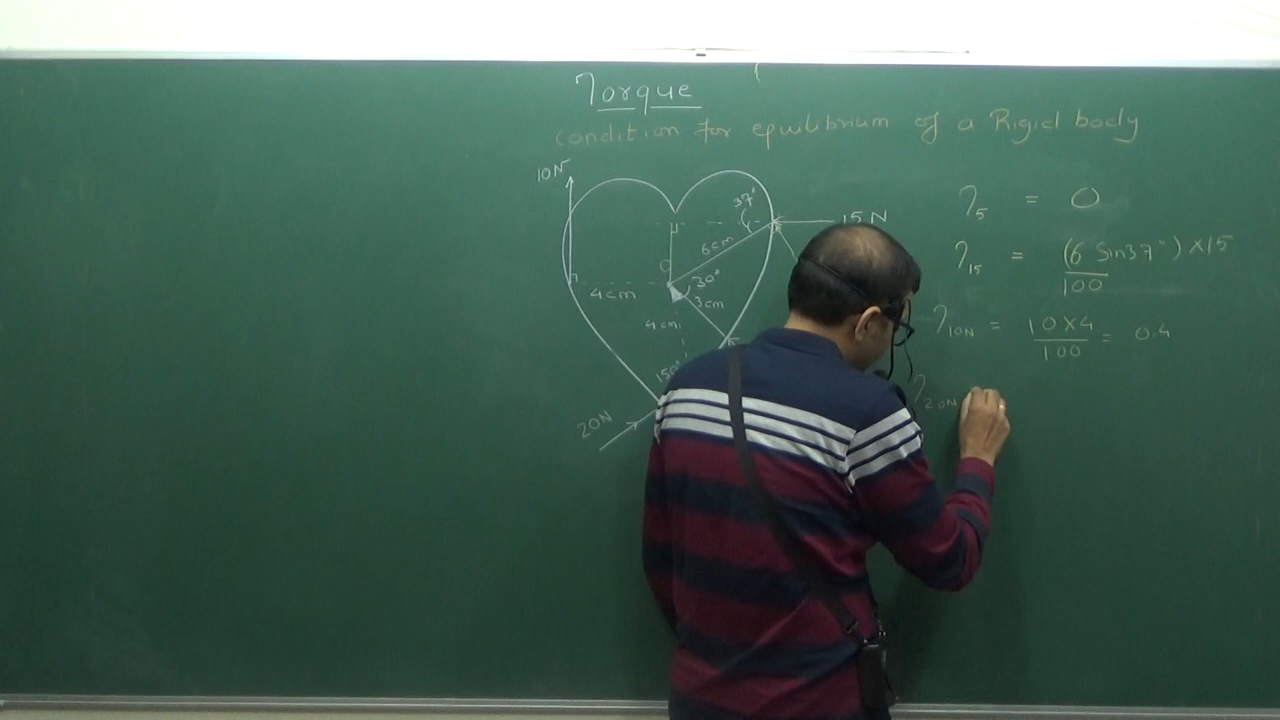 Torque
condition for equilibrium of a Rigid body
10N
37°
15 N
6cm
O
30°
4cm
3cm
4cm
150°
20N
τ5 = 0
τ15 = (6 Sin37°) × 15
100
τ10N = 10×4 = 0.4
100
τ20N